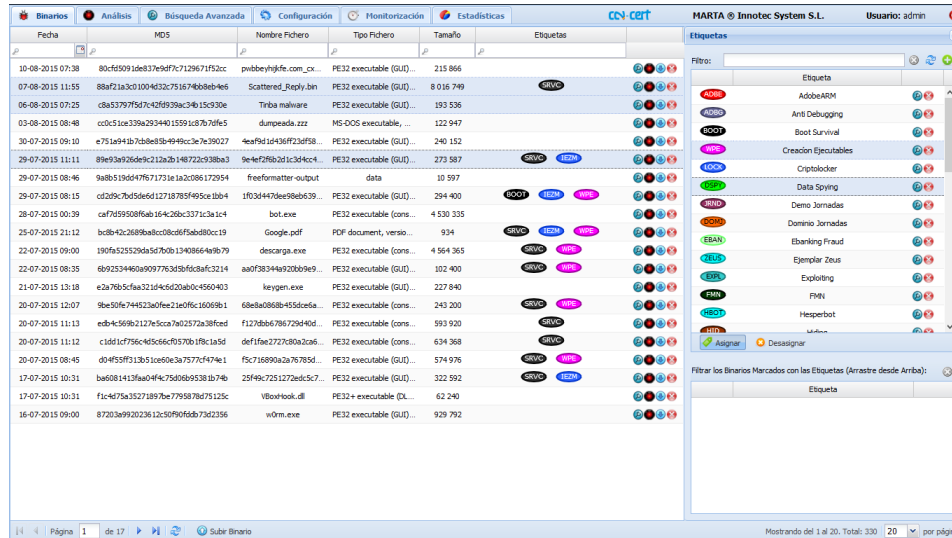 Binarios Análisis Búsqueda Avanzada Configuración Monitorización Estadísticas ccn-cert MARTA ® Innotec System S.L. Usuario: admin
Fecha MD5 Nombre Fichero Tipo Fichero Tamaño Etiquetas
10-08-2015 07:38 80cfd5091de837e9df7c7129671f52cc pwbbeyhijkfe.com_cx... PE32 executable (GUI)... 215 866
07-08-2015 11:55 88af21a3c01004d32c751674bb8eb4e6 Scattered_Reply.bin PE32 executable (GUI)... 8 016 749 SRVC
06-08-2015 07:25 c8a53797f5d7c42fd939ac34b15c930e Tinba malware PE32 executable (GUI)... 193 536
03-08-2015 08:48 cc0c51ce339a29344015591c87b7dfe5 dumpeada.zzz MS-DOS executable, ... 122 947
30-07-2015 09:10 e751a941b7cb8e85b4949cc3e7e39027 4eaf9d1d436ff23df58... PE32 executable (GUI)... 240 152
29-07-2015 11:11 89e93a926de9c212a2b148722c938ba3 9e4ef2f6b2d1c3d4cc4... PE32 executable (GUI)... 273 587 SRVC IEZM
29-07-2015 08:46 9a8b519dd47f671731e1a2c086172954 freeformatter-output data 10 597
29-07-2015 08:15 cd2d9c7bd5de6d12718785f495ce1bb4 1f03d447dee98eb639... PE32 executable (GUI)... 294 400 BOOT IEZM WPE
28-07-2015 00:39 caf7d59508f6ab164c26bc3371c3a1c4 bot.exe PE32 executable (cons... 4 530 335
25-07-2015 21:12 bc8b42c2689ba8cc08cd6f5abd80cc19 Google.pdf PDF document, versio... 934 SRVC IEZM WPE
22-07-2015 09:00 190fa525529da5d7b0b13408664a9b79 descarga.exe PE32 executable (cons... 4 564 365 SRVC WPE
22-07-2015 08:35 6b92534460a9097763d5bfdc8afc3214 aa0f38344a920bb9e9... PE32 executable (GUI)... 102 400 SRVC WPE
21-07-2015 13:18 e2a76b5cfaa321d4c6d20ab0c4560403 keygen.exe PE32 executable (GUI)... 227 840
20-07-2015 12:07 9be50fe744523a0fee21e0f6c16069b1 68e8a0868b455dce6a... PE32 executable (cons... 243 200 SRVC WPE
20-07-2015 11:13 edb4c569b2127e5cca7a02572a38fced f127dbb6786729d40d... PE32 executable (cons... 593 920 SRVC
20-07-2015 11:12 c1dd1cf756c4d5c66cf0570b1f8c1a5d def1fae2727c80a2ca6... PE32 executable (cons... 634 368 SRVC
20-07-2015 08:45 d04f55ff313b51ce60e3a7577cf474e1 f5c716890a2a76785d... PE32 executable (GUI)... 574 976 SRVC WPE
17-07-2015 10:31 ba6081413faa04f4c75d06b95381b74b 25f49c7251272edc5c7... PE32 executable (GUI)... 322 592 SRVC IEZM
17-07-2015 10:31 f1c4d75a35271897be7795878d75125c VBoxHook.dll PE32+ executable (DL... 62 240
16-07-2015 09:00 87203a992023612c50f90fddb73d2356 w0rm.exe PE32 executable (GUI)... 929 792
Página 1 de 17 Subir Binario Mostrando del 1 al 20. Total: 330 20 por págin
Etiquetas
Filtro:
Etiqueta
ADBE AdobeARM
ADBG Anti Debugging
BOOT Boot Survival
WPE Creacíon Ejecutables
LOCK Criptolocker
DSPY Data Spying
JRND Demo Jornadas
DOMJ Dominio Jornadas
EBAN Ebanking Fraud
ZEUS Ejemplar Zeus
EXPL Exploiting
FMN FMN
HBOT Hesperbot
HID Hiding
Asignar Desasignar
Filtrar los Binarios Marcados con las Etiquetas (Arrastre desde Arriba):
Etiqueta